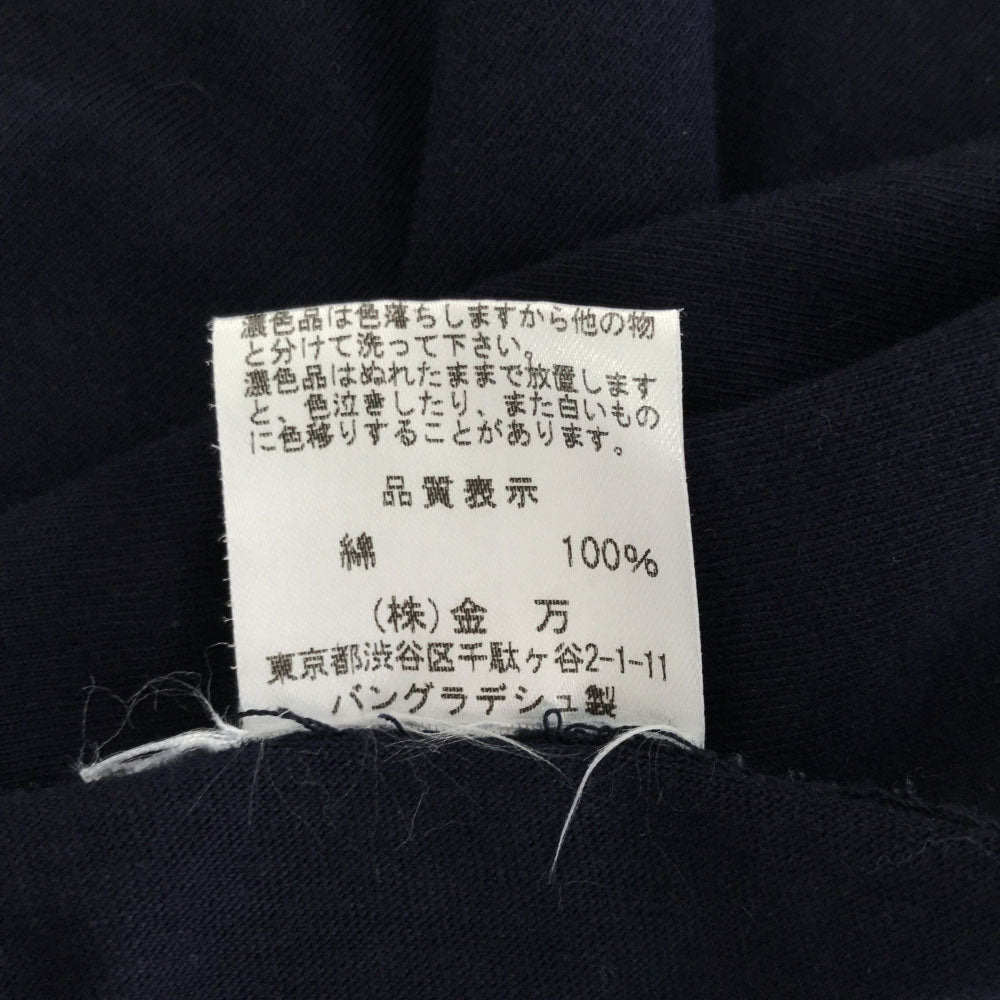 濃色品は色落ちしますから他の物
と分けて洗って下さい。
濃色品はぬれたままで放置します
と、色泣きしたり、また白いもの
に色移りすることがあります。
品質表示
綿 100%
(株)金 万
東京都渋谷区千駄ヶ谷2-1-11
バングラデシュ製